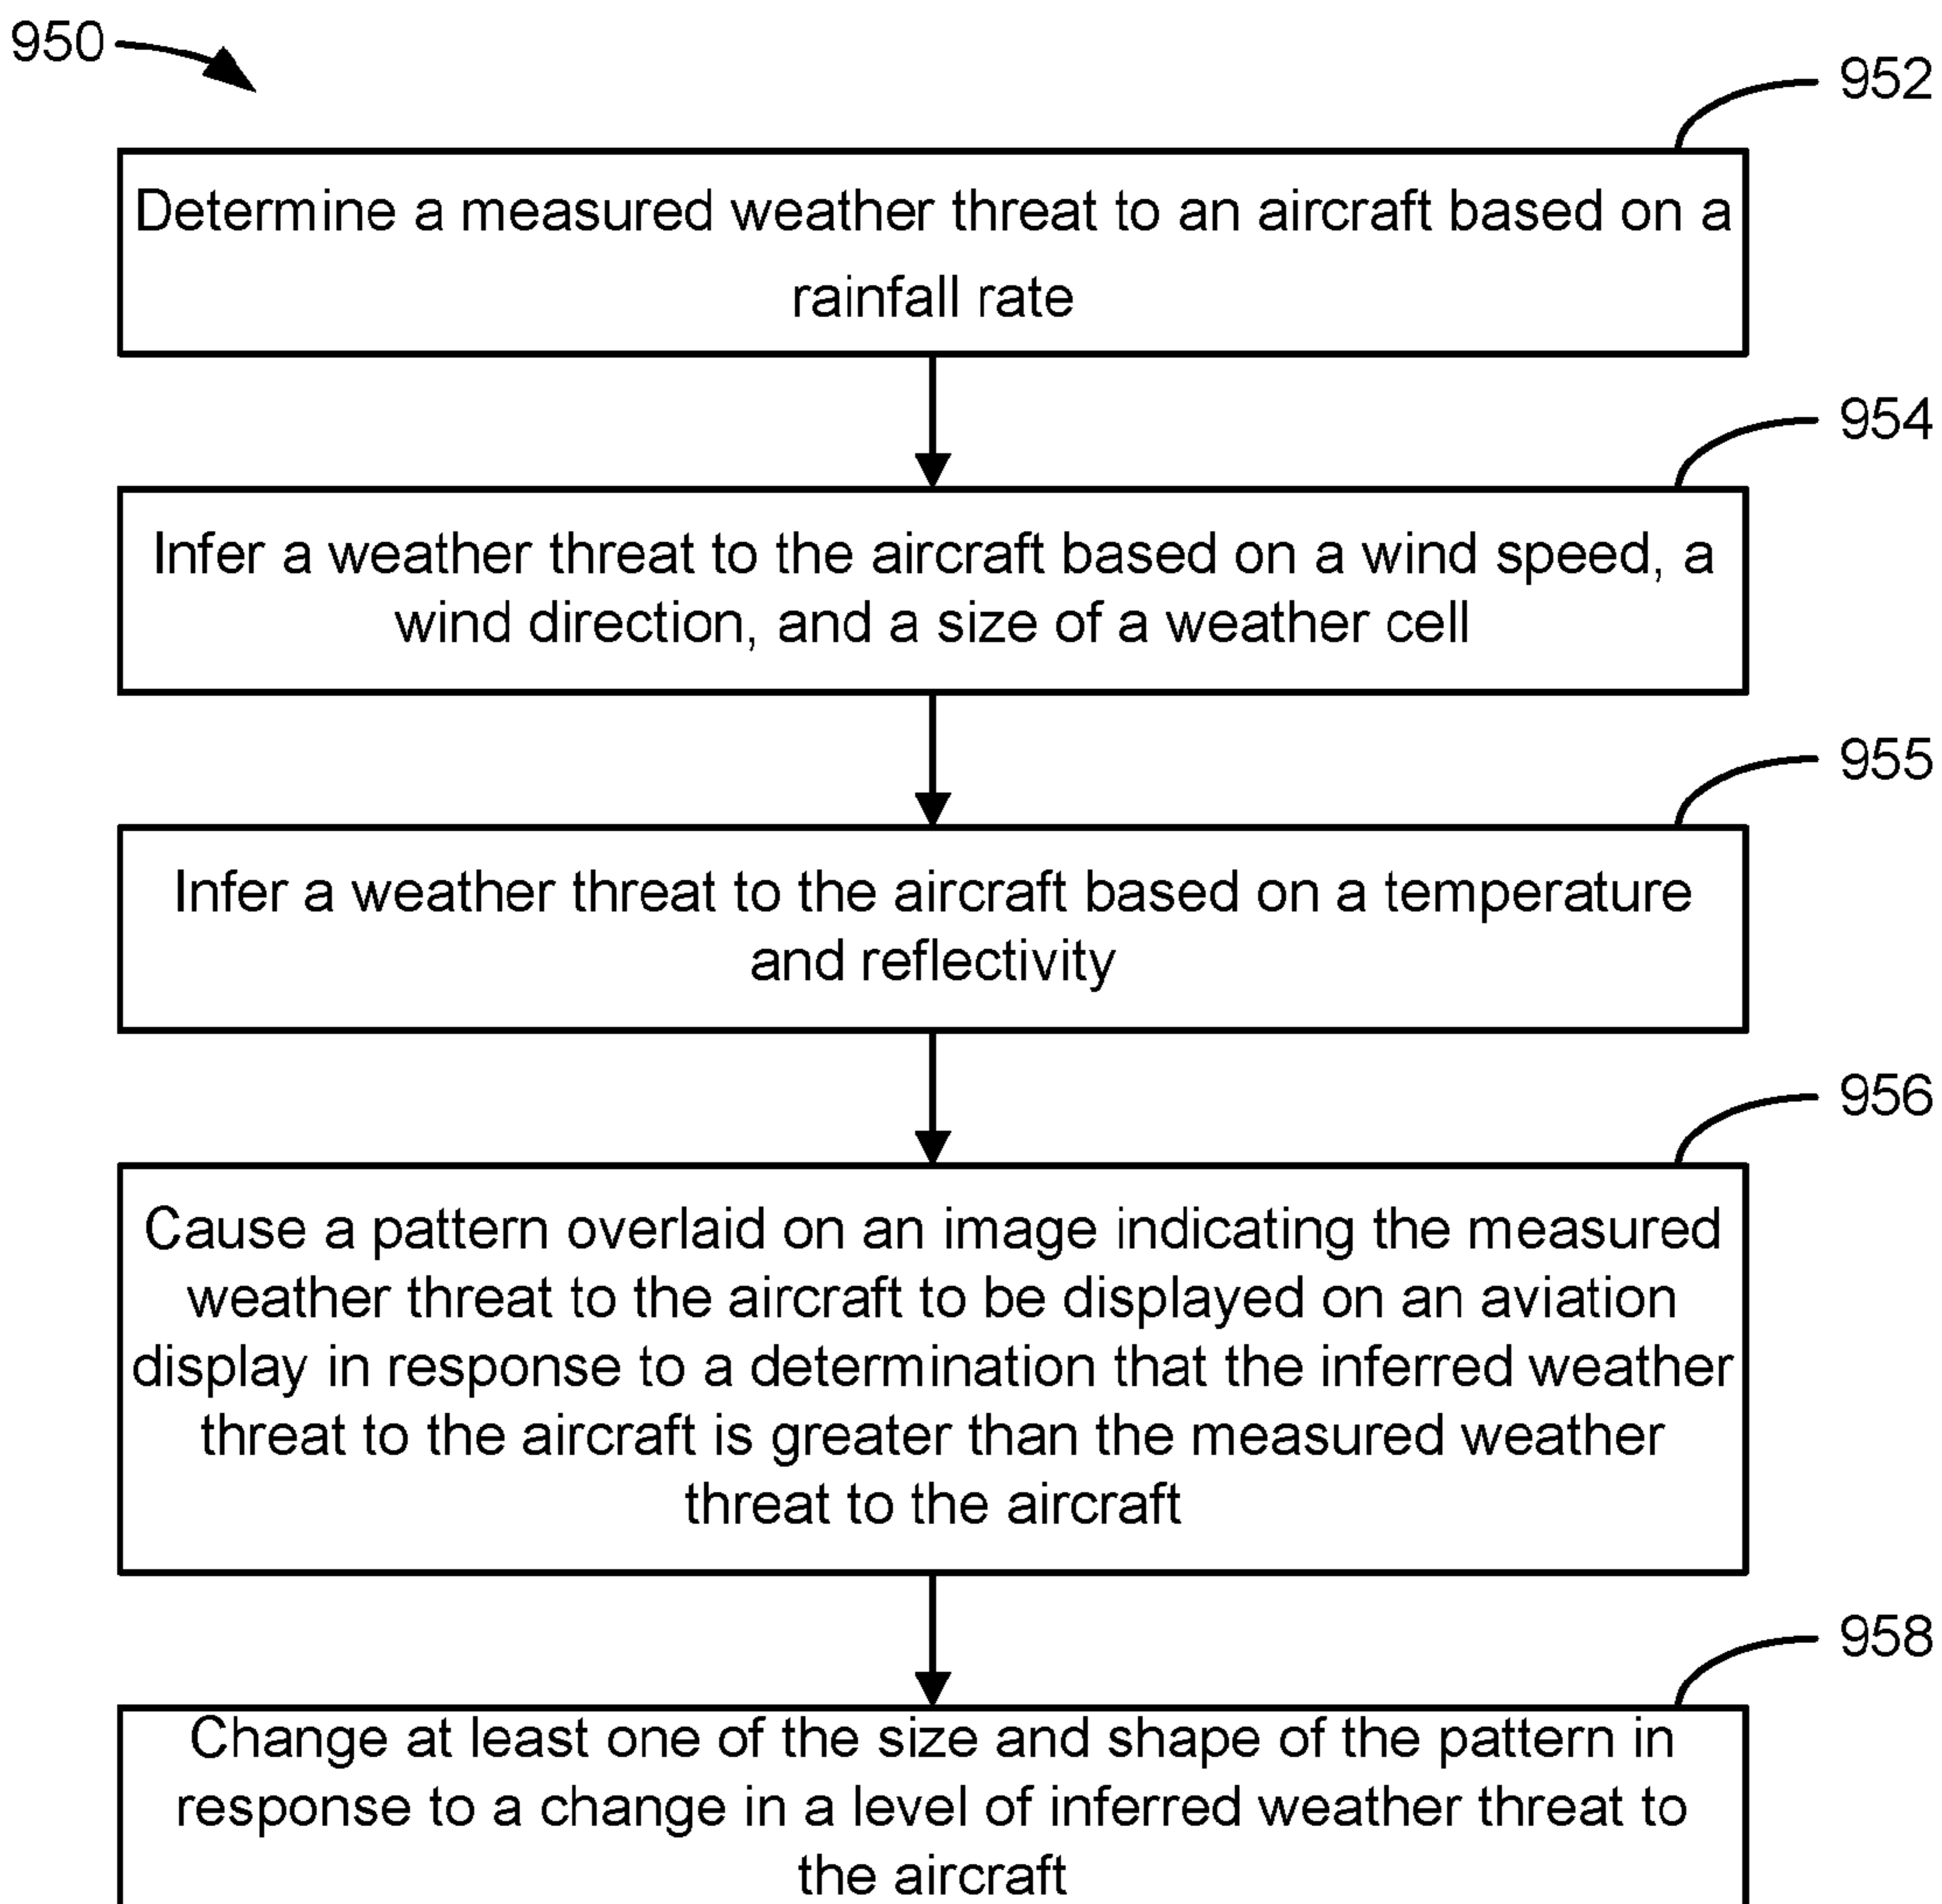 950
952
Determine a measured weather threat to an aircraft based on a
rainfall rate
954
Infer a weather threat to the aircraft based on a wind speed, a
wind direction, and a size of a weather cell
955
Infer a weather threat to the aircraft based on a temperature
and reflectivity
956
Cause a pattern overlaid on an image indicating the measured
weather threat to the aircraft to be displayed on an aviation
display in response to a determination that the inferred weather
threat to the aircraft is greater than the measured weather
threat to the aircraft
958
Change at least one of the size and shape of the pattern in
response to a change in a level of inferred weather threat to
the aircraft